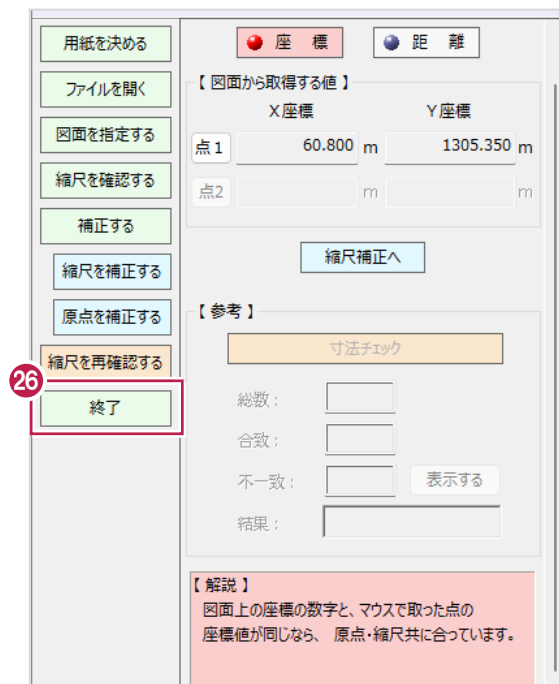 用紙を決める
ファイルを開く
図面を指定する
縮尺を確認する
補正する
縮尺を補正する
原点を補正する
縮尺を再確認する
26
終了
座 標
距 離
【 図面から取得する値 】
X座標 Y座標
点1 60.800 m 1305.350 m
点2 m m
縮尺補正へ
【 参考 】
寸法チェック
総数：
合致：
不一致： 表示する
結果：
【 解説 】
図面上の座標の数字と、マウスで取った点の
座標値が同じなら、 原点・縮尺共に合っています。